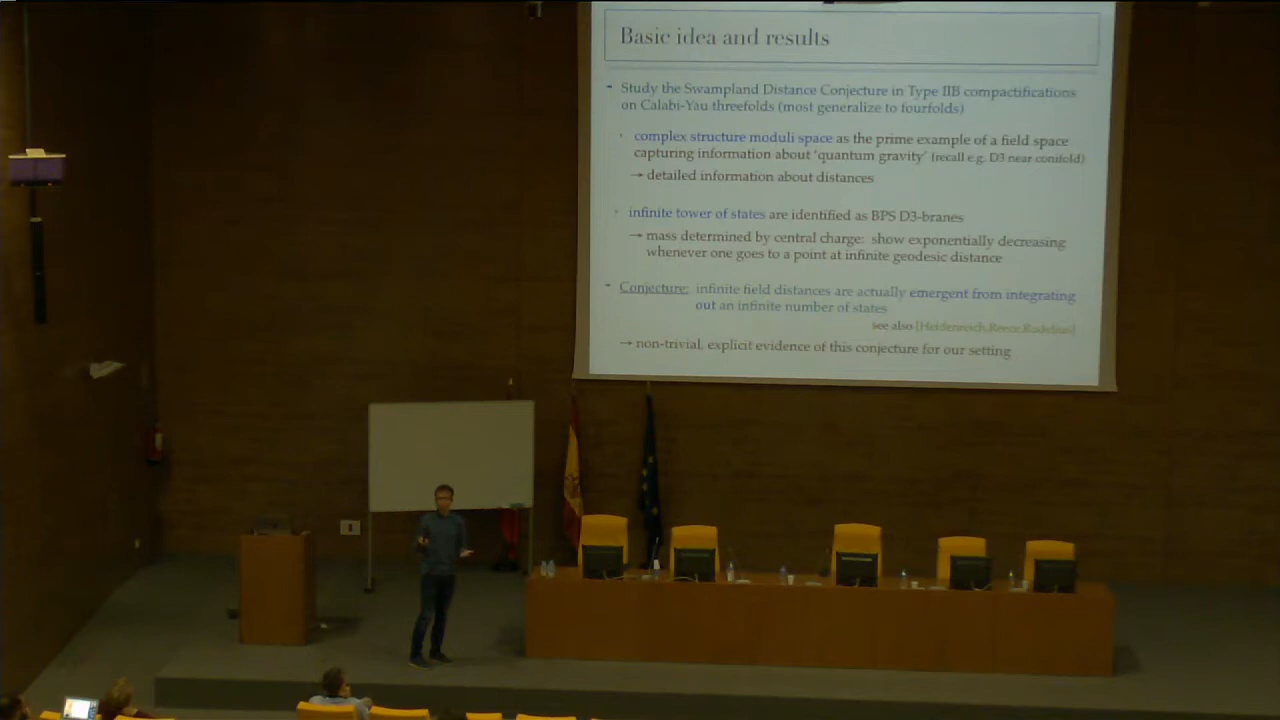 Basic idea and results
- Study the Swampland Distance Conjecture in Type IIB compactifications
on Calabi-Yau threefolds (most generalize to fourfolds)
· complex structure moduli space as the prime example of a field space
capturing information about 'quantum gravity' (recall e.g. D3 near conifold)
→ detailed information about distances
· infinite tower of states are identified as BPS D3-branes
→ mass determined by central charge: show exponentially decreasing
whenever one goes to a point at infinite geodesic distance
- Conjecture: infinite field distances are actually emergent from integrating
out an infinite number of states
see also [Heidenreich,Reece,Rudelius]
→ non-trivial, explicit evidence of this conjecture for our setting